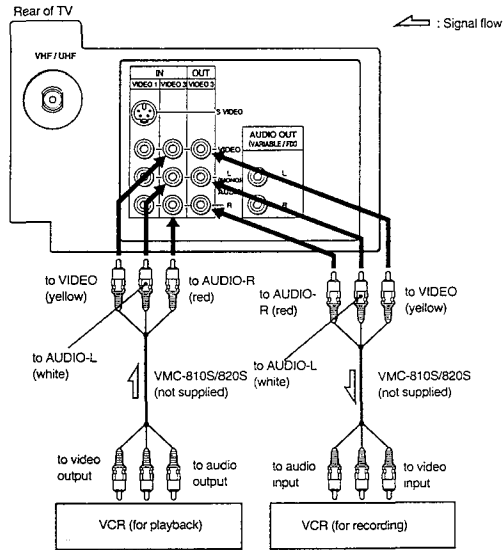 Rear of TV
: Signal flow
VHF / UHF
IN
OUT
VIDEO 1
VIDEO 3
VIDEO 3
S VIDEO
AUDIO OUT
(VARIABLE / FIX)
VIDEO
L
(MONO)
L
AUDIO
R
R
to VIDEO
(yellow)
to AUDIO-R
(red)
to AUDIO-
R (red)
to VIDEO
(yellow)
to AUDIO-L
(white)
to AUDIO-L
(white)
VMC-810S/820S
(not supplied)
VMC-810S/820S
(not supplied)
to video
output
to audio
output
to audio
input
to video
input
VCR (for playback)
VCR (for recording)